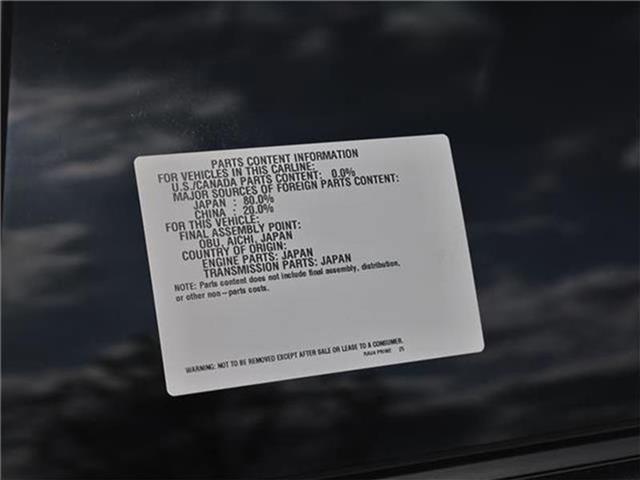 PARTS CONTENT INFORMATION
FOR VEHICLES IN THIS CARLINE:
U.S./CANADA PARTS CONTENT: 0.0%
MAJOR SOURCES OF FOREIGN PARTS CONTENT:
JAPAN : 80.0%
CHINA : 20.0%
FOR THIS VEHICLE:
FINAL ASSEMBLY POINT:
OBU, AICHI, JAPAN
COUNTRY OF ORIGIN:
ENGINE PARTS: JAPAN
TRANSMISSION PARTS: JAPAN
NOTE: Parts content does not include final assembly, distribution,
or other non-parts costs.
WARNING: NOT TO BE REMOVED EXCEPT AFTER SALE OR LEASE TO A CONSUMER.
RAV4 PRIME 25